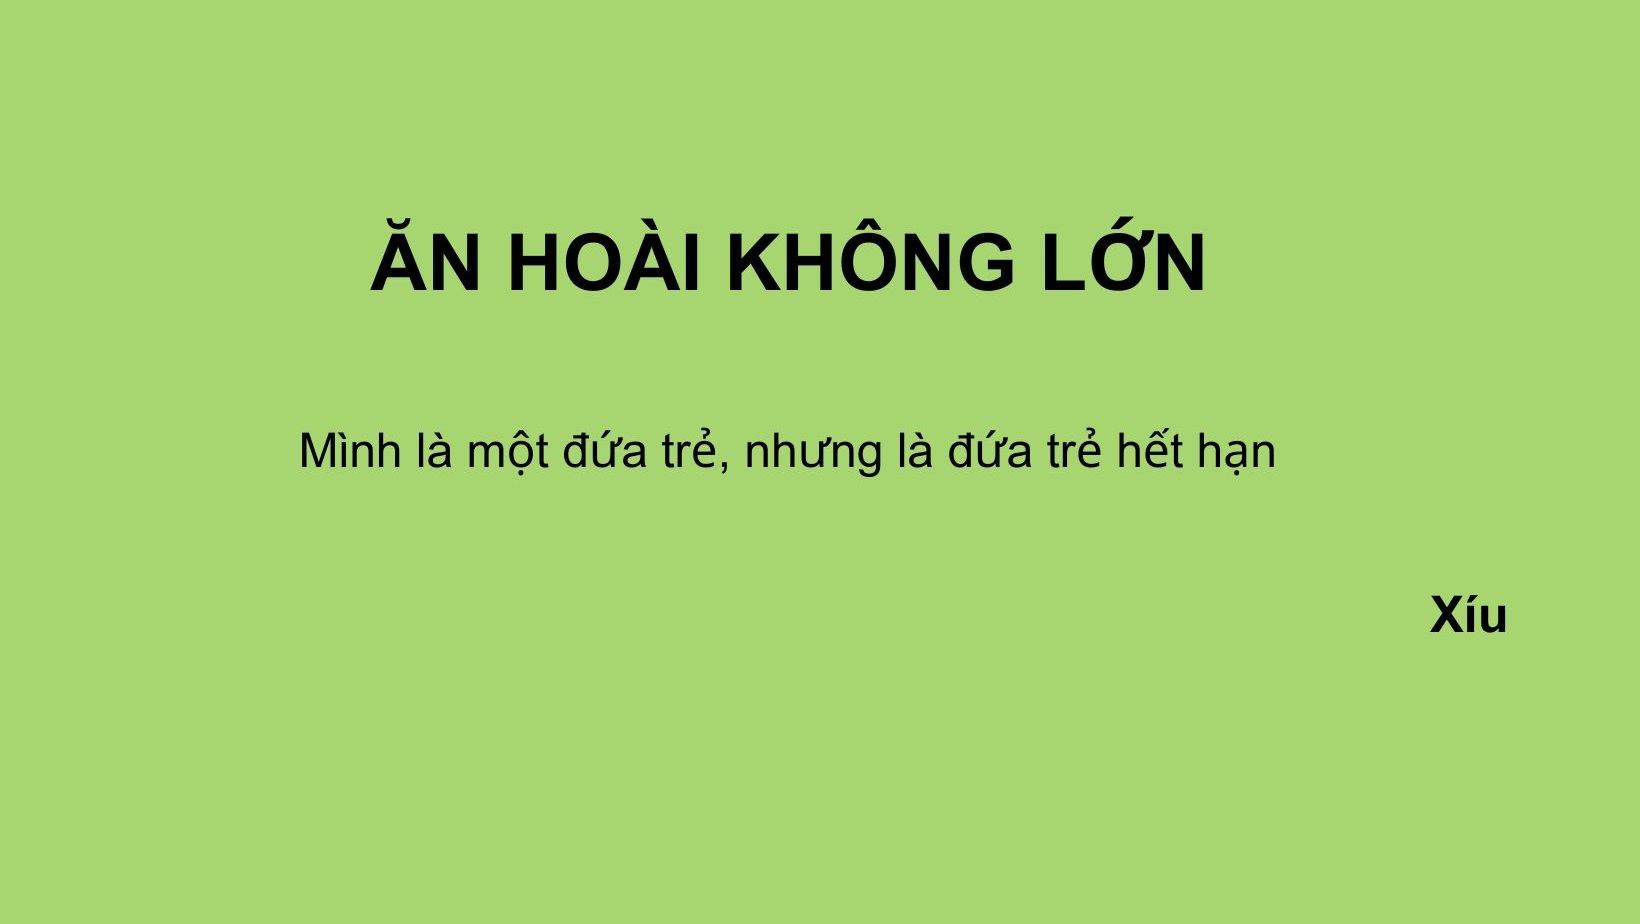 ĂN HOÀI KHÔNG LỚN
Mình là một đứa trẻ, nhưng là đứa trẻ hết hạn
Xíu